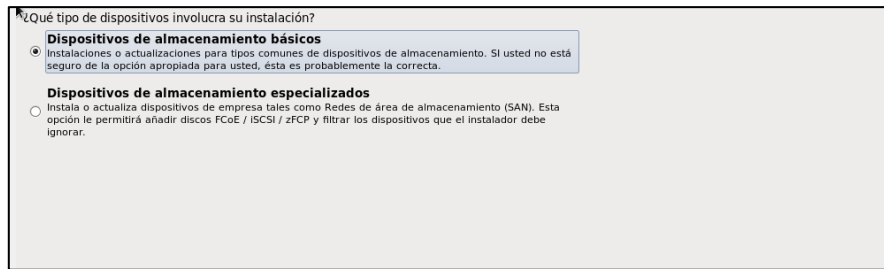 ¿Qué tipo de dispositivos involucra su instalación?
Dispositivos de almacenamiento básicos
Instalaciones o actualizaciones para tipos comunes de dispositivos de almacenamiento. SI usted no está
seguro de la opción apropiada para usted, ésta es probablemente la correcta.
Dispositivos de almacenamiento especializados
Instala o actualiza dispositivos de empresa tales como Redes de área de almacenamiento (SAN). Esta
opción le permitirá añadir discos FCoE / iSCSI / zFCP y filtrar los dispositivos que el instalador debe
ignorar.